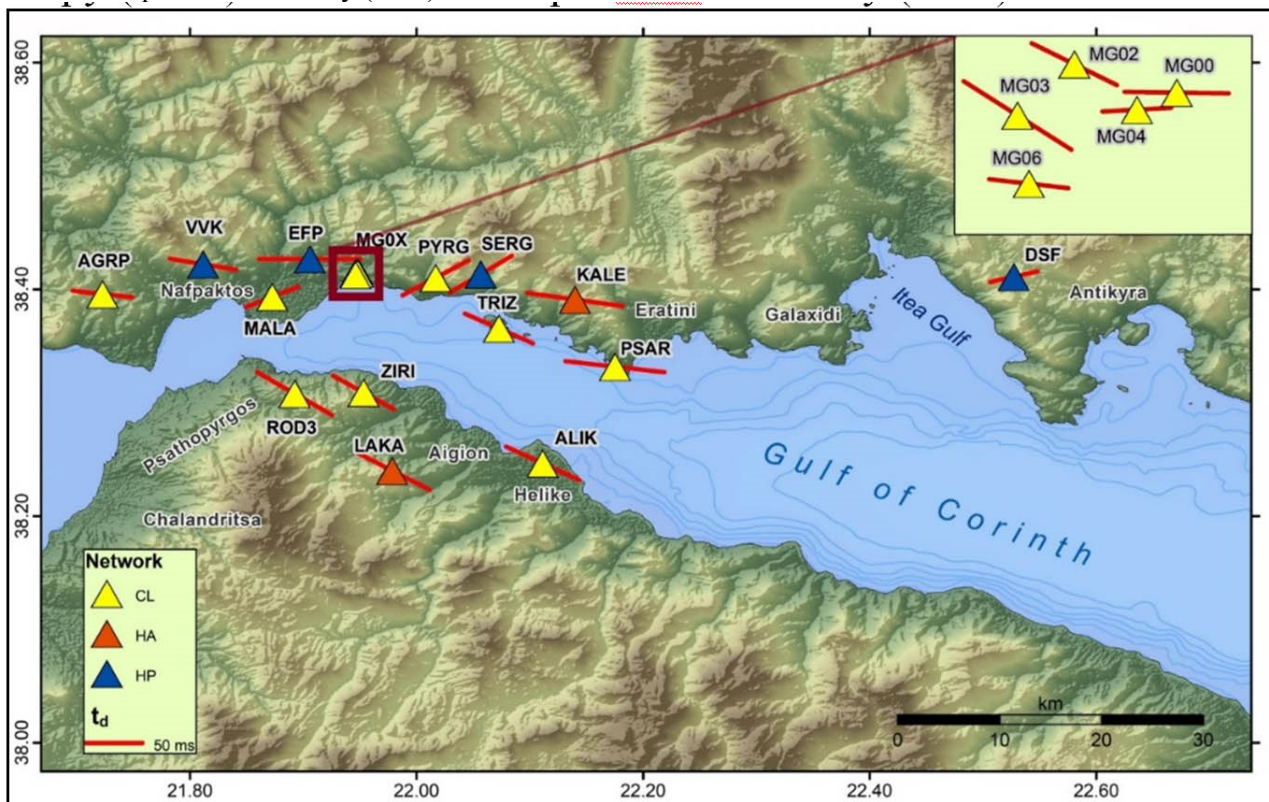 38.60
MG02
MG00
MG03
MG04
MG06
VVK
EFP
MG0X
PYRG
SERG
DSF
AGRP
KALE
38.40
Nafpaktos
Antikyra
Eratini
Galaxidi
Itea Gulf
MALA
TRIZ
PSAR
ZIRI
Psathopyrgos
ROD3
LAKA
Aigion
ALIK
Helike
Gulf of Corinth
38.20
Chalandritsa
Network
CL
HA
HP
td
50 ms
km
0 10 20 30
38.00
21.80 22.00 22.20 22.40 22.60